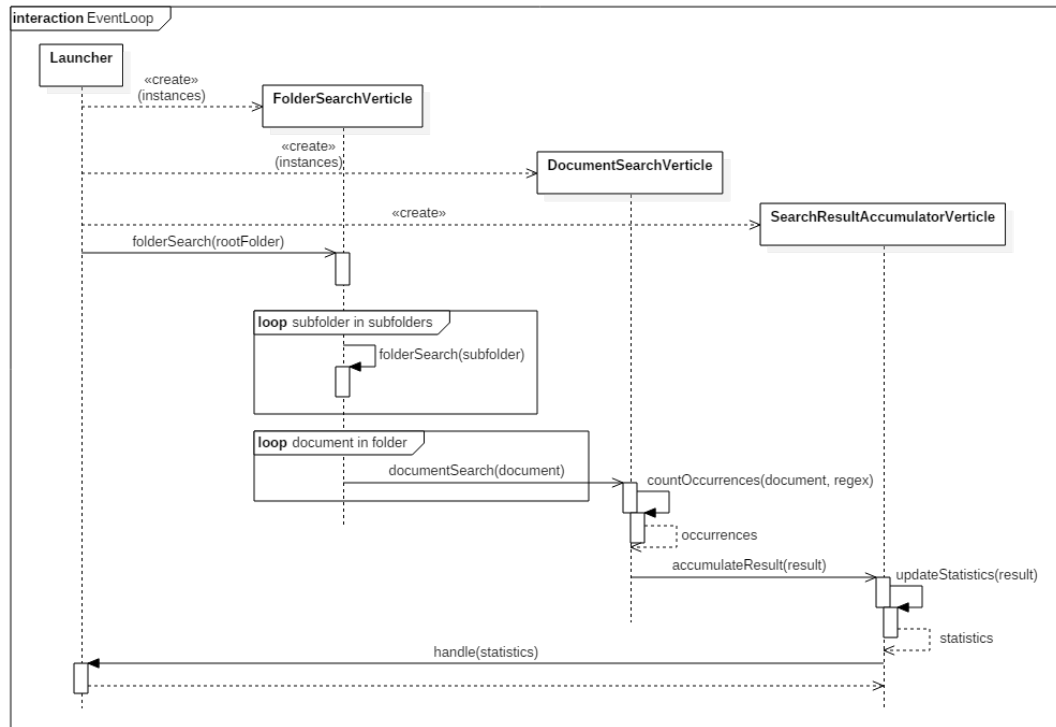 interaction EventLoop
Launcher
«create»
(instances)
FolderSearchVerticle
«create»
(instances)
DocumentSearchVerticle
«create»
SearchResultAccumulatorVerticle
folderSearch(rootFolder)
loop subfolder in subfolders
folderSearch(subfolder)
loop document in folder
documentSearch(document)
countOccurrences(document, regex)
occurrences
accumulateResult(result)
updateStatistics(result)
statistics
handle(statistics)